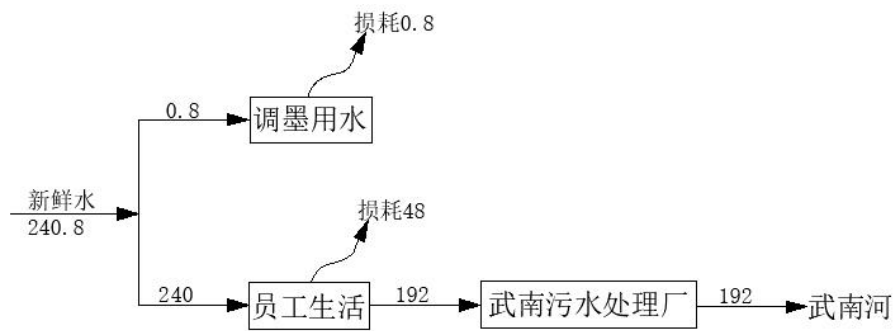 损耗0.8
0.8
调墨用水
新鲜水
240.8
损耗48
240
员工生活
192
武南污水处理厂
192
武南河